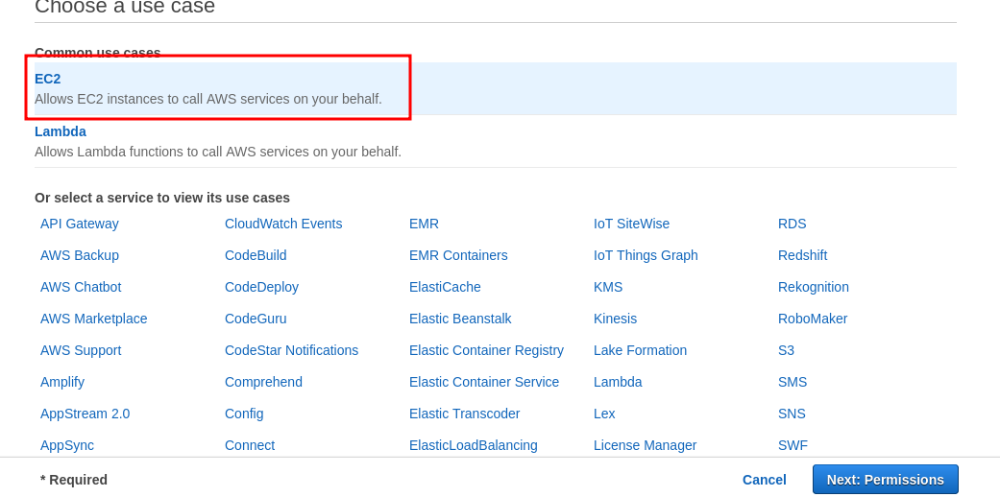 Choose a use case
Common use cases
EC2
Allows EC2 instances to call AWS services on your behalf.
Lambda
Allows Lambda functions to call AWS services on your behalf.
Or select a service to view its use cases
API Gateway CloudWatch Events EMR IoT SiteWise RDS
AWS Backup CodeBuild EMR Containers IoT Things Graph Redshift
AWS Chatbot CodeDeploy ElastiCache KMS Rekognition
AWS Marketplace CodeGuru Elastic Beanstalk Kinesis RoboMaker
AWS Support CodeStar Notifications Elastic Container Registry Lake Formation S3
Amplify Comprehend Elastic Container Service Lambda SMS
AppStream 2.0 Config Elastic Transcoder Lex SNS
AppSync Connect ElasticLoadBalancing License Manager SWF
* Required Cancel Next: Permissions